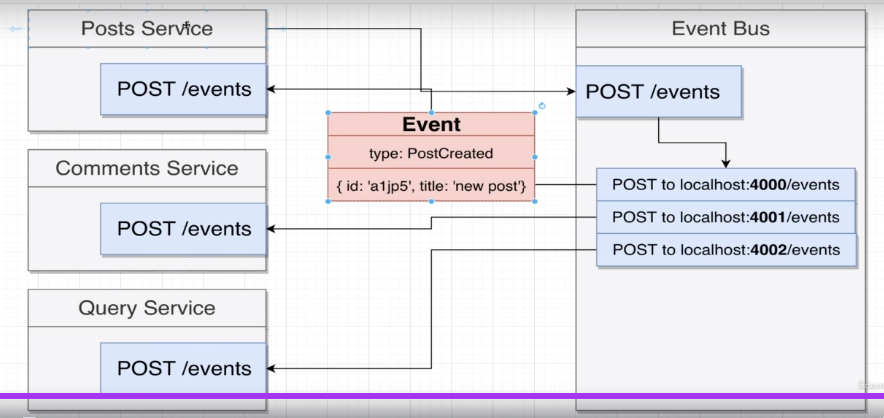 Posts Service
POST /events
Event Bus
POST /events
Event
type: PostCreated
{ id: 'a1jp5', title: 'new post'}
Comments Service
POST /events
POST to localhost:4000/events
POST to localhost:4001/events
POST to localhost:4002/events
Query Service
POST /events